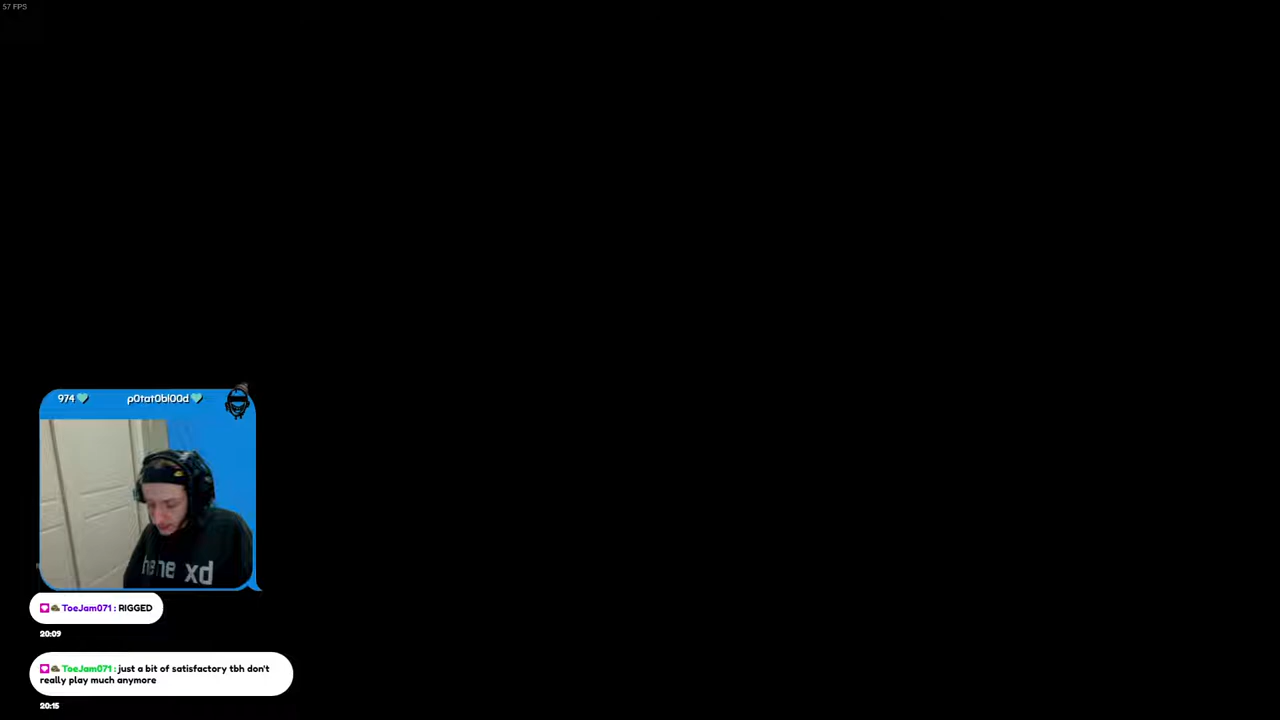 57 FPS
974 p0tat0bl00d
hehe xd
ToeJam071 : RIGGED
20:09
ToeJam071 : just a bit of satisfactory tbh don't
really play much anymore
20:15